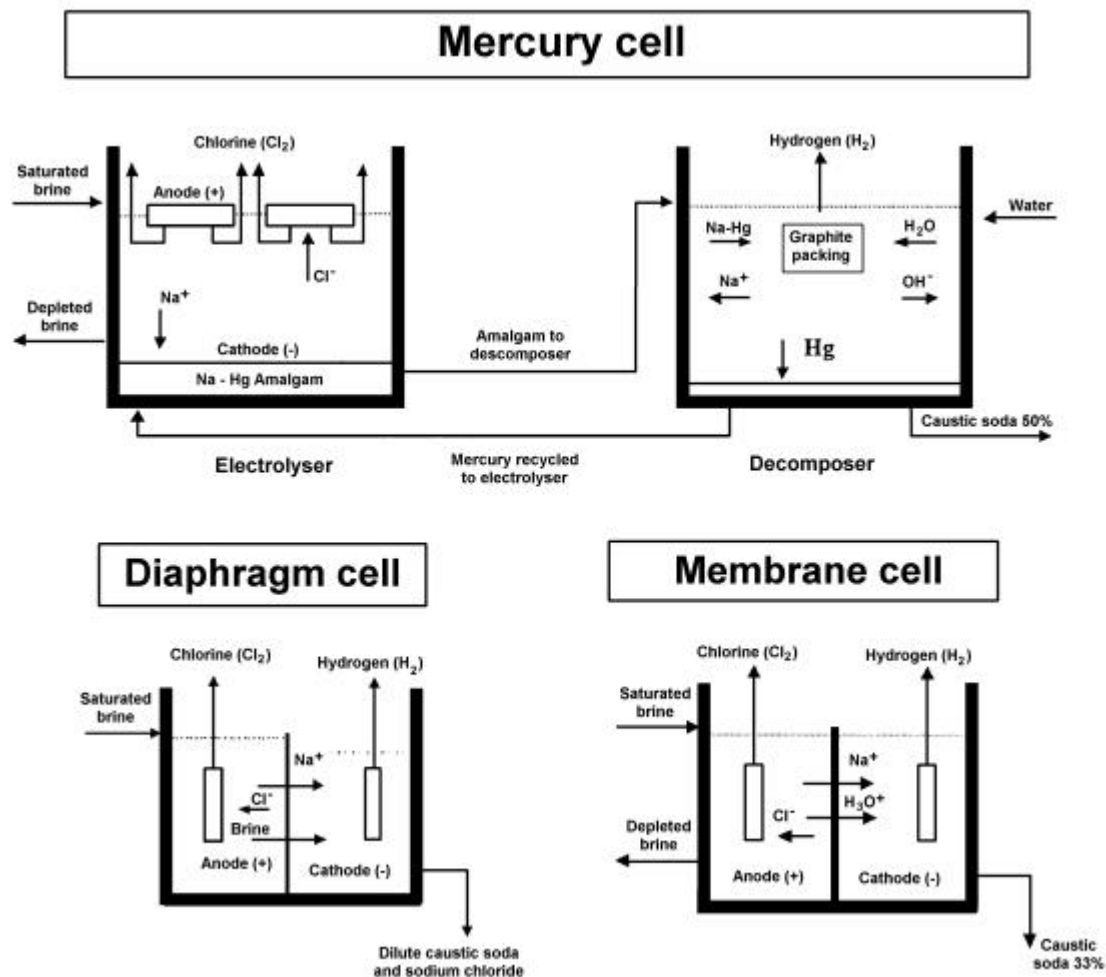 Mercury cell
Chlorine (Cl₂)
Hydrogen (H₂)
Saturated
brine
Anode (+)
Water
Na-Hg
Graphite
packing
H₂O
Cl⁻
Na⁺
Na⁺
OH⁻
Depleted
brine
Cathode (-)
Amalgam to
descomposer
Hg
Na - Hg Amalgam
Caustic soda 50%
Electrolyser
Mercury recycled
to electrolyser
Decomposer
Diaphragm cell
Chlorine (Cl₂)
Hydrogen (H₂)
Saturated
brine
Na⁺
Cl⁻
Brine
Anode (+)
Cathode (-)
Dilute caustic soda
and sodium chloride
Membrane cell
Chlorine (Cl₂)
Hydrogen (H₂)
Saturated
brine
Na⁺
H₃O⁺
Cl⁻
Depleted
brine
Anode (+)
Cathode (-)
Caustic
soda 33%